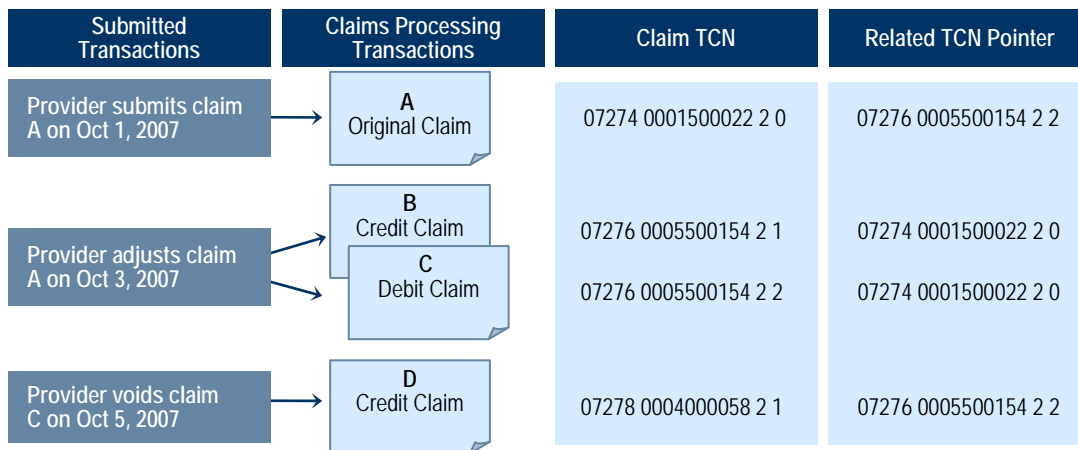 Submitted
Transactions
Claims Processing
Transactions
Claim TCN
Related TCN Pointer
Provider submits claim
A on Oct 1, 2007
A
Original Claim
07274 0001500022 2 0
07276 0005500154 2 2
Provider adjusts claim
A on Oct 3, 2007
B
Credit Claim
07276 0005500154 2 1
07274 0001500022 2 0
C
Debit Claim
07276 0005500154 2 2
07274 0001500022 2 0
Provider voids claim
C on Oct 5, 2007
D
Credit Claim
07278 0004000058 2 1
07276 0005500154 2 2